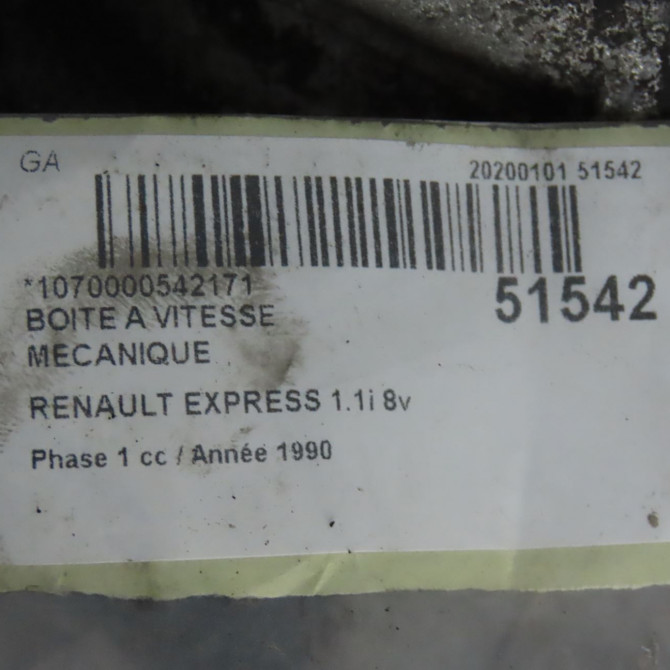 GA
20200101 51542
*1070000542171
51542
BOITE A VITESSE
MECANIQUE
RENAULT EXPRESS 1.1i 8v
Phase 1 cc / Année 1990